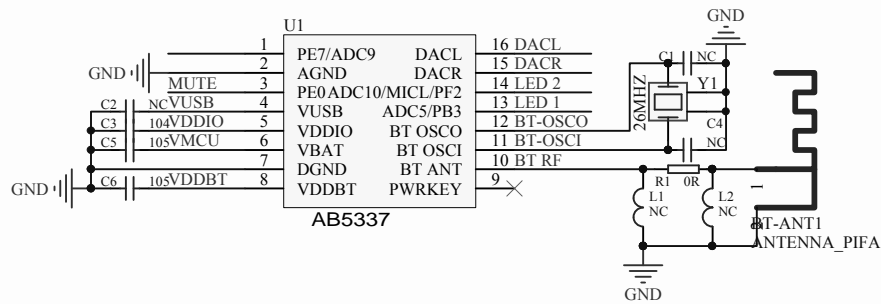 U1
GND
1 PE7/ADC9 DACL 16 DACL
C1 NC
GND 2 AGND DACR 15 DACR
MUTE 3 PE0ADC10/MICL/PF2 14 LED 2
26MHZ Y1
C2 NC VUSB 4 VUSB ADC5/PB3 13 LED 1
C3 104 VDDIO 5 VDDIO BT OSCO 12 BT-OSCO
C4
C5 105 VMCU 6 VBAT BT OSCI 11 BT-OSCI
NC
7 DGND BT ANT 10 BT RF
GND C6 105 VDDBT 8 VDDBT PWRKEY 9
R1 0R
1
L1 NC
L2 NC
AB5337
BT-ANT1
ANTENNA_PIFA
GND